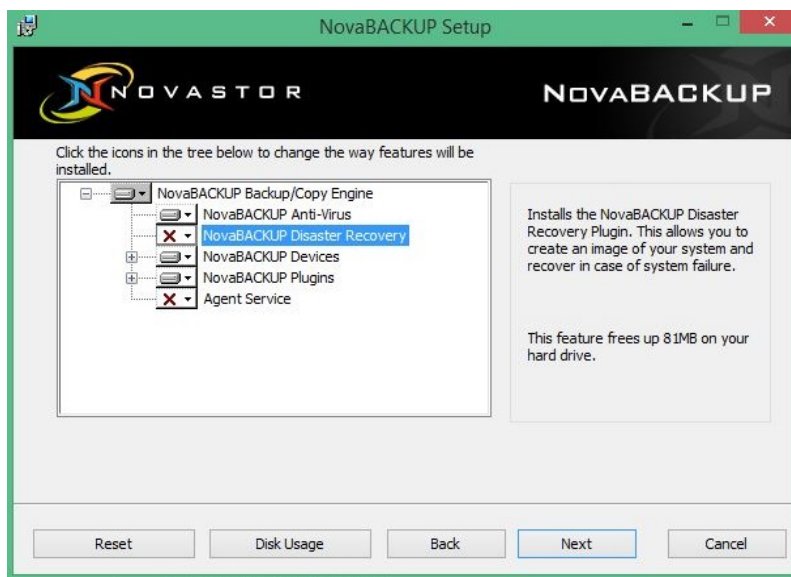 NovaBACKUP Setup
NOVASTOR
NOVABACKUP
Click the icons in the tree below to change the way features will be
installed.
NovaBACKUP Backup/Copy Engine
NovaBACKUP Anti-Virus
NovaBACKUP Disaster Recovery
NovaBACKUP Devices
NovaBACKUP Plugins
Agent Service
Installs the NovaBACKUP Disaster
Recovery Plugin. This allows you to
create an image of your system and
recover in case of system failure.
This feature frees up 81MB on your
hard drive.
Reset
Disk Usage
Back
Next
Cancel